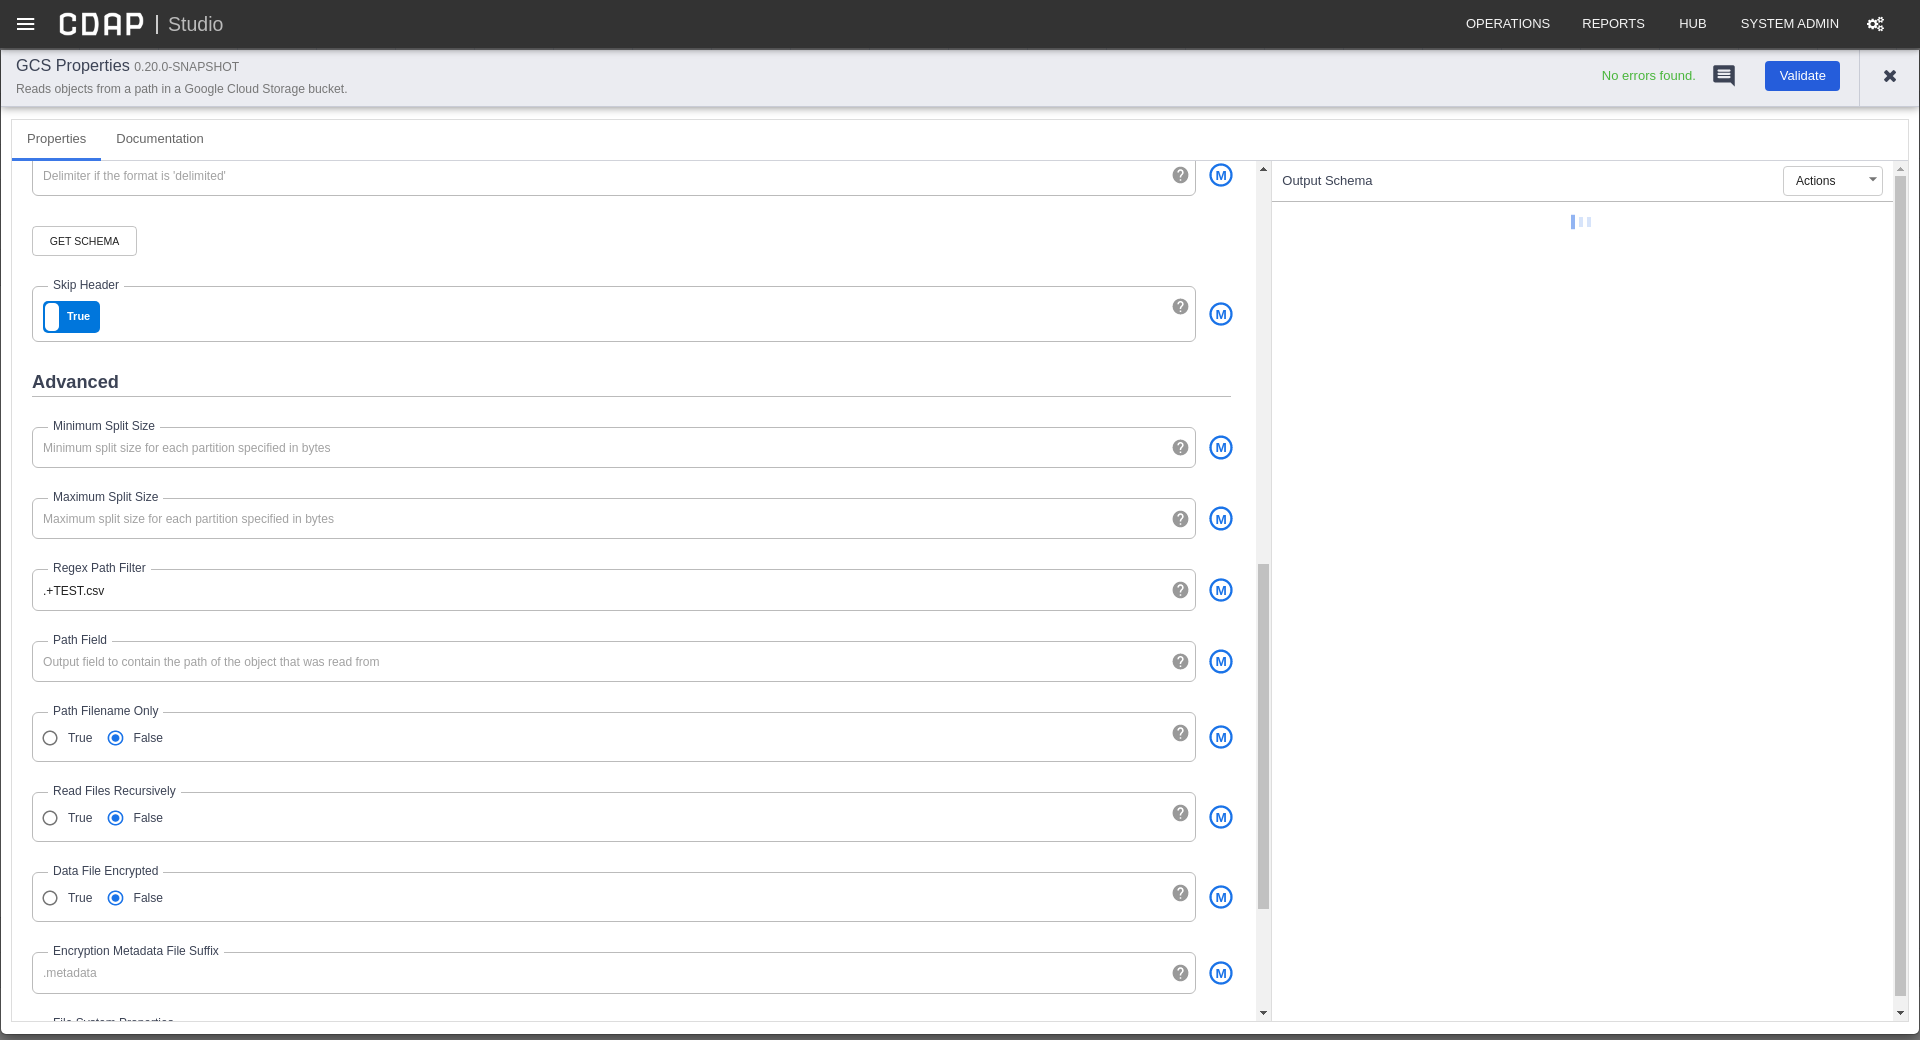 CDAP | Studio
OPERATIONS REPORTS HUB SYSTEM ADMIN
GCS Properties 0.20.0-SNAPSHOT
Reads objects from a path in a Google Cloud Storage bucket.
No errors found.
Validate
Properties Documentation
Delimiter if the format is 'delimited'
? M
GET SCHEMA
Skip Header
True
? M
Advanced
Minimum Split Size
Minimum split size for each partition specified in bytes
? M
Maximum Split Size
Maximum split size for each partition specified in bytes
? M
Regex Path Filter
.+TEST.csv
? M
Path Field
Output field to contain the path of the object that was read from
? M
Path Filename Only
True False
? M
Read Files Recursively
True False
? M
Data File Encrypted
True False
? M
Encryption Metadata File Suffix
.metadata
? M
File System Properties
Output Schema
Actions